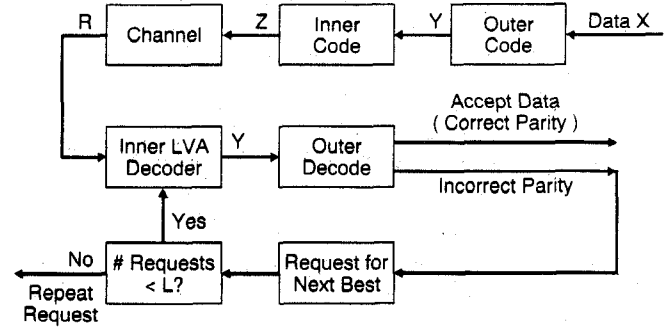 R
Channel
Z
Inner
Code
Y
Outer
Code
Data X
Accept Data
( Correct Parity )
Inner LVA
Decoder
Y
Outer
Decode
Incorrect Parity
Yes
No
# Requests
< L?
Request for
Next Best
Repeat
Request